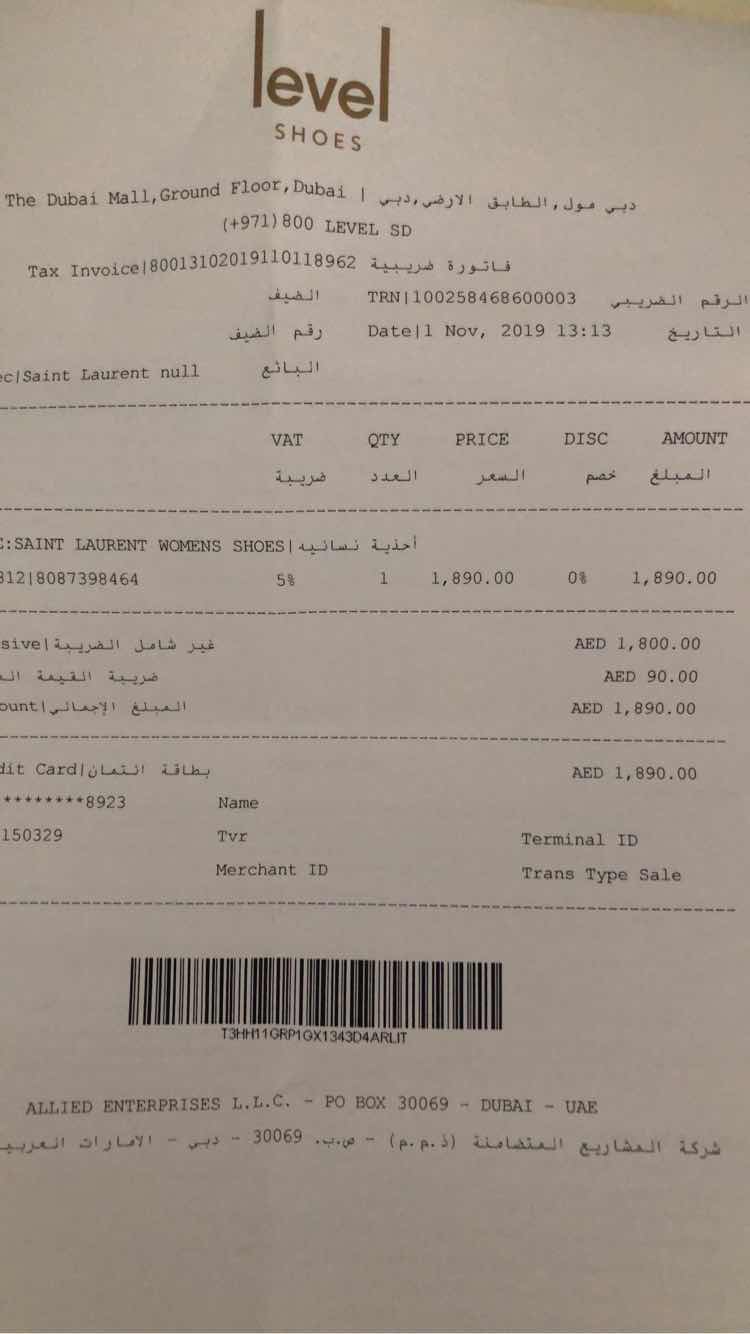 level
SHOES
The Dubai Mall,Ground Floor,Dubai | دبي مول,الطابق الارضي,دبي
(+971)800 LEVEL SD
Tax Invoice|80013102019110118962 فاتورة ضريبية
الضيف TRN|100258468600003 الرقم الضريبي
رقم الضيف Date|1 Nov, 2019 13:13 التاريخ
ec|Saint Laurent null البائع
VAT QTY PRICE DISC AMOUNT
ضريبة العدد السعر خصم المبلغ
:SAINT LAURENT WOMENS SHOES|أحذية نسائيه
312|8087398464 5% 1 1,890.00 0% 1,890.00
sive|غير شامل الضريبة AED 1,800.00
ضريبة القيمة AED 90.00
ount|المبلغ الإجمالي AED 1,890.00
dit Card|بطاقة ائتمان AED 1,890.00
********8923 Name
150329 Tvr Terminal ID
Merchant ID Trans Type Sale
T3HH11GRP1GX1343D4ARLIT
ALLIED ENTERPRISES L.L.C. - PO BOX 30069 - DUBAI - UAE
شركة المشاريع المتضامنة (ذ.م.م) - ص.ب. 30069 - دبي - الامارات العربي